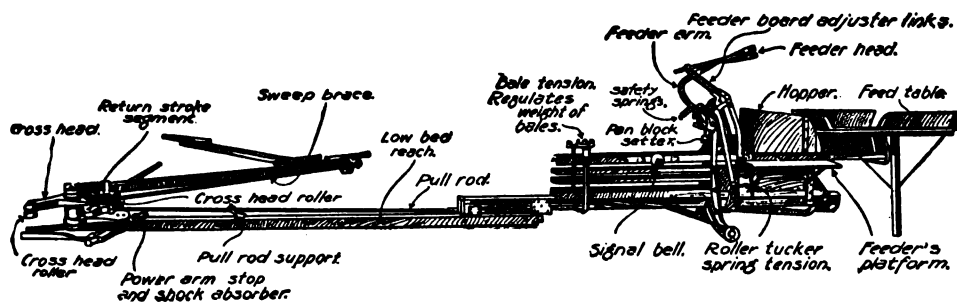 Feeder board adjuster links.
Feeder arm.
Feeder head.
Bale tension.
Regulates
weight of
bales.
safety
springs.
Hopper.
Feed table
Return stroke
segment.
Sweep brace.
Cross head.
Low bed
reach.
Pan block
setter.
Cross head roller
Pull rod.
Cross head
roller
Pull rod support.
Power arm stop
and shock absorber.
Signal bell.
Roller tucker
spring tension.
Feeder's
platform.